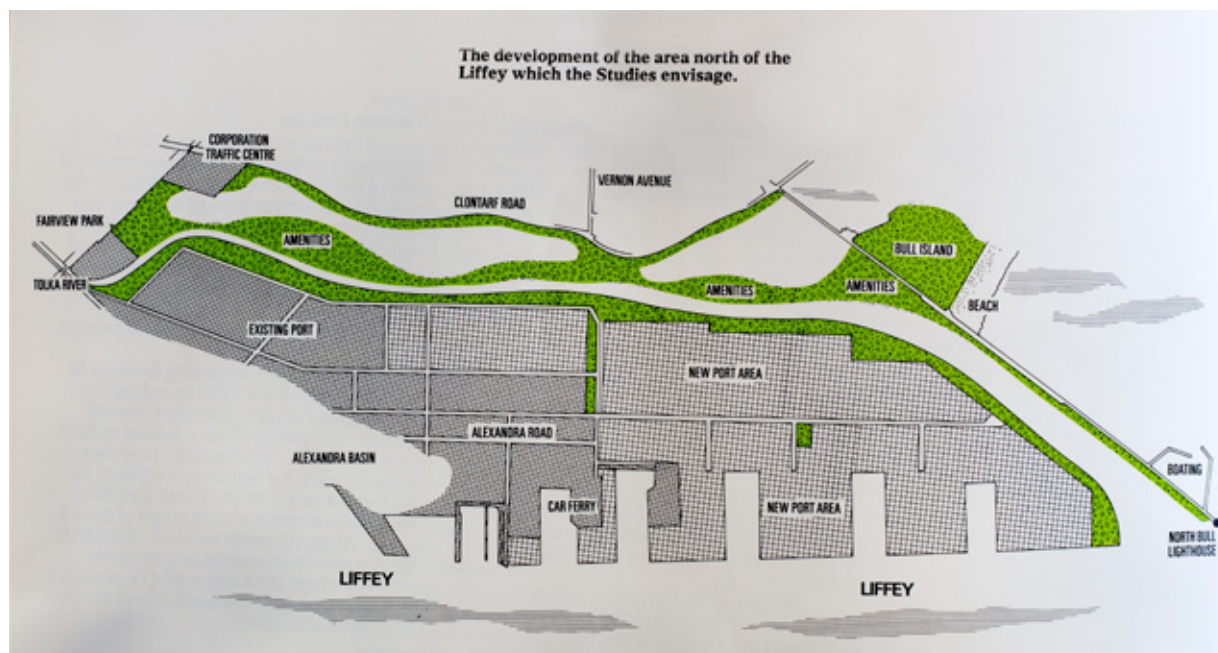 The development of the area north of the
Liffey which the Studies envisage.
CORPORATION
TRAFFIC CENTRE
VERNON AVENUE
CLONTARF ROAD
FAIRVIEW PARK
AMENITIES
BULL ISLAND
TOLKA RIVER
AMENITIES
AMENITIES
BEACH
EXISTING PORT
NEW PORT AREA
ALEXANDRA ROAD
ALEXANDRA BASIN
BOATING
CAR FERRY
NEW PORT AREA
NORTH BULL
LIGHTHOUSE
LIFFEY
LIFFEY